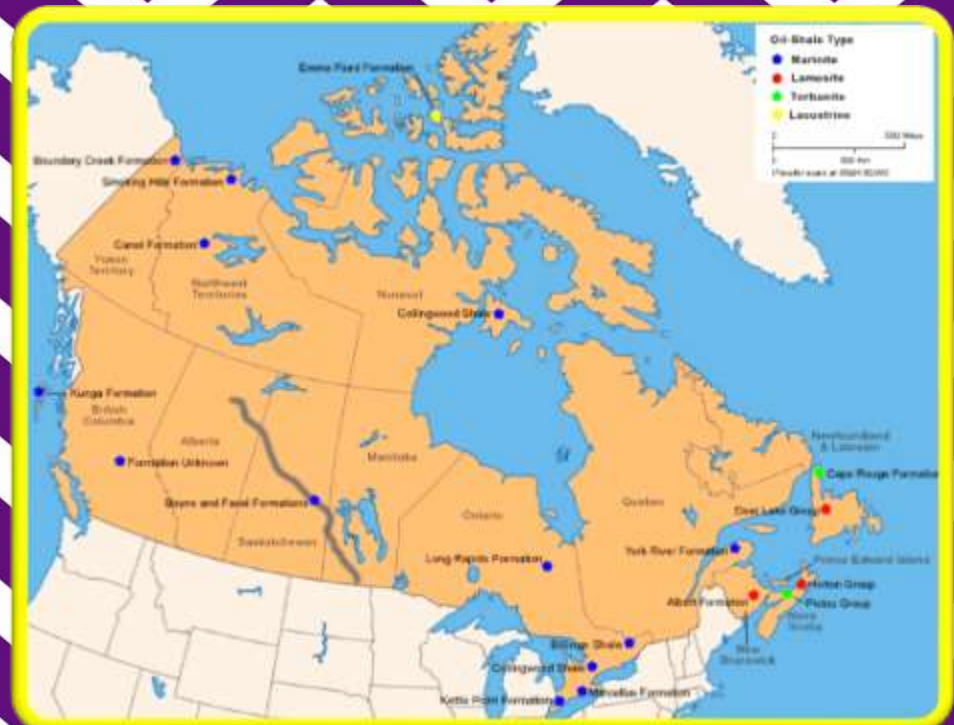 Oil-Shale Type
Marinite
Lamosite
Torbanite
Lacustrine
Emma Fiord Formation
Boundary Creek Formation
Smoking Hills Formation
Canol Formation
Yukon
Territory
Northwest
Territories
Nunavut
Collingwood Shale
Kunga Formation
British
Columbia
Formation Unknown
Alberta
Manitoba
Boyne and Favel Formations
Saskatchewan
Ontario
Quebec
Newfoundland
& Labrador
Cape Rouge Formation
Deer Lake Group
Long Rapids Formation
York River Formation
Prince Edward Island
Horton Group
Albert Formation
Pictou Group
Nova
Scotia
New
Brunswick
Billings Shale
Collingwood Shale
Marcellus Formation
Kettle Point Formation